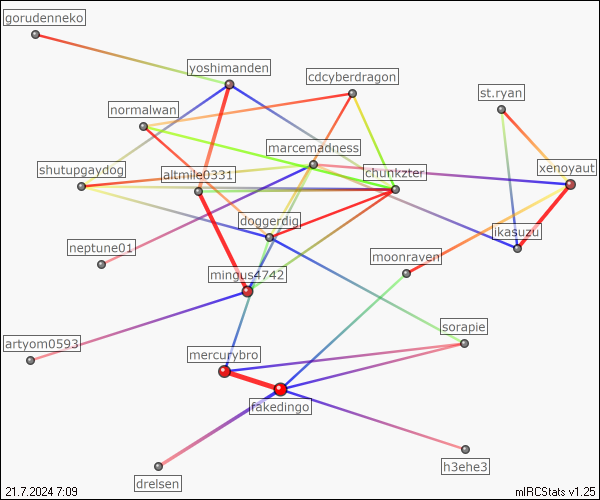 gorudenneko
yoshimanden
cdcyberdragon
st.ryan
normalwan
marcemadness
xenoyaut
shutupgaydog
altmile0331
chunkzter
doggerdig
ikasuzu
neptune01
moonraven
mingus4742
sorapie
artyom0593
mercurybro
fakedingo
h3ehe3
drelsen
21.7.2024 7:09
mIRCStats v1.25